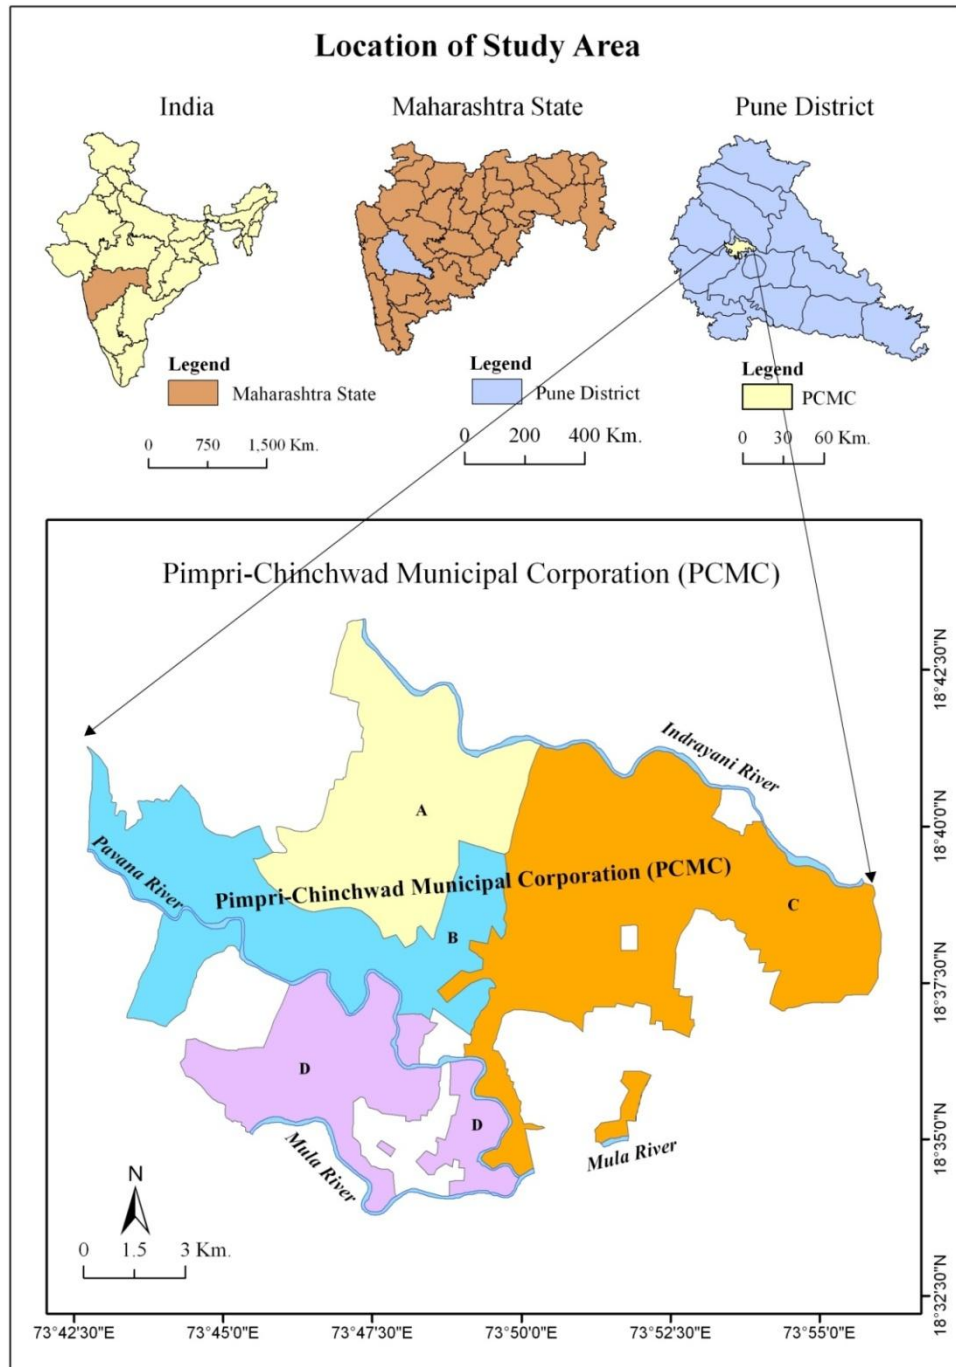 Location of Study Area
India
Maharashtra State
Pune District
Legend
Maharashtra State
0 750 1,500 Km.
Legend
Pune District
0 200 400 Km.
Legend
PCMC
0 30 60 Km.
Pimpri-Chinchwad Municipal Corporation (PCMC)
Indrayani River
A
Pavana River
Pimpri-Chinchwad Municipal Corporation (PCMC)
B
C
D
D
Mula River
Mula River
N
0 1.5 3 Km.
18°42'30"N
18°40'0"N
18°37'30"N
18°35'0"N
18°32'30"N
73°42'30"E 73°45'0"E 73°47'30"E 73°50'0"E 73°52'30"E 73°55'0"E